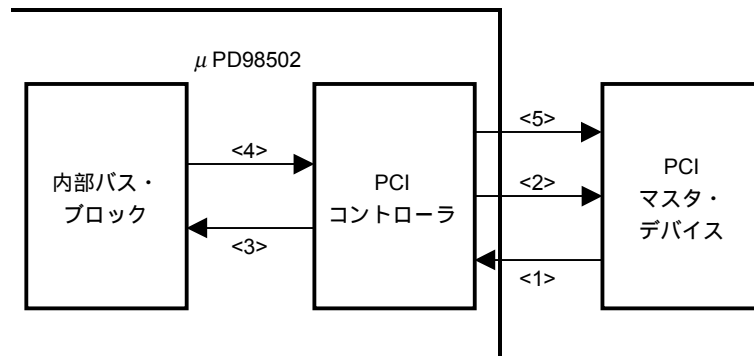 μ PD98502
内部バス・
ブロック
<4>
<3>
PCI
コントローラ
<5>
<2>
<1>
PCI
マスタ・
デバイス